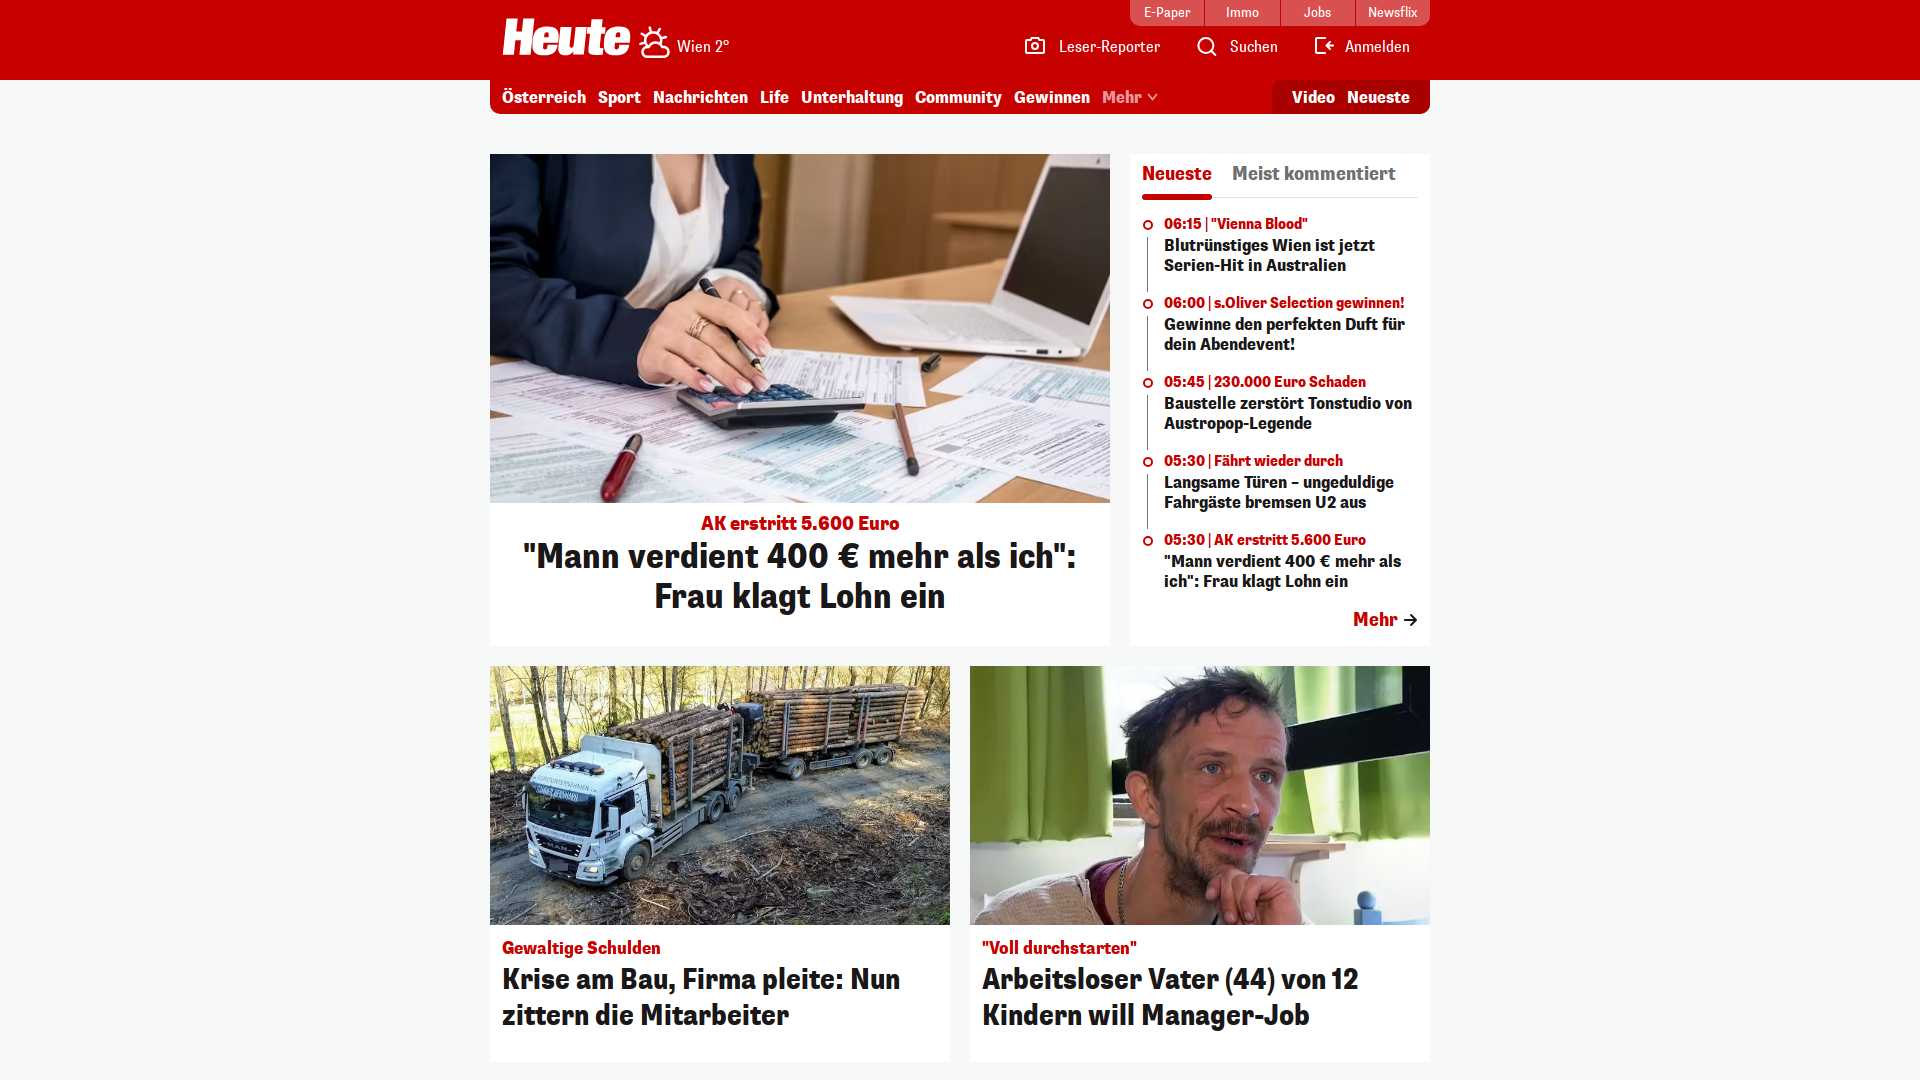 E-Paper
Immo
Jobs
Newsflix
Heute
Wien 2°
Leser-Reporter
Suchen
Anmelden
Österreich
Sport
Nachrichten
Life
Unterhaltung
Community
Gewinnen
Mehr
Video
Neueste
AK erstritt 5.600 Euro
"Mann verdient 400 € mehr als ich":
Frau klagt Lohn ein
Neueste
Meist kommentiert
06:15 | "Vienna Blood"
Blutrünstiges Wien ist jetzt
Serien-Hit in Australien
06:00 | s.Oliver Selection gewinnen!
Gewinne den perfekten Duft für
dein Abendevent!
05:45 | 230.000 Euro Schaden
Baustelle zerstört Tonstudio von
Austropop-Legende
05:30 | Fährt wieder durch
Langsame Türen – ungeduldige
Fahrgäste bremsen U2 aus
05:30 | AK erstritt 5.600 Euro
"Mann verdient 400 € mehr als
ich": Frau klagt Lohn ein
Mehr
MAN
Gewaltige Schulden
Krise am Bau, Firma pleite: Nun
zittern die Mitarbeiter
"Voll durchstarten"
Arbeitsloser Vater (44) von 12
Kindern will Manager-Job